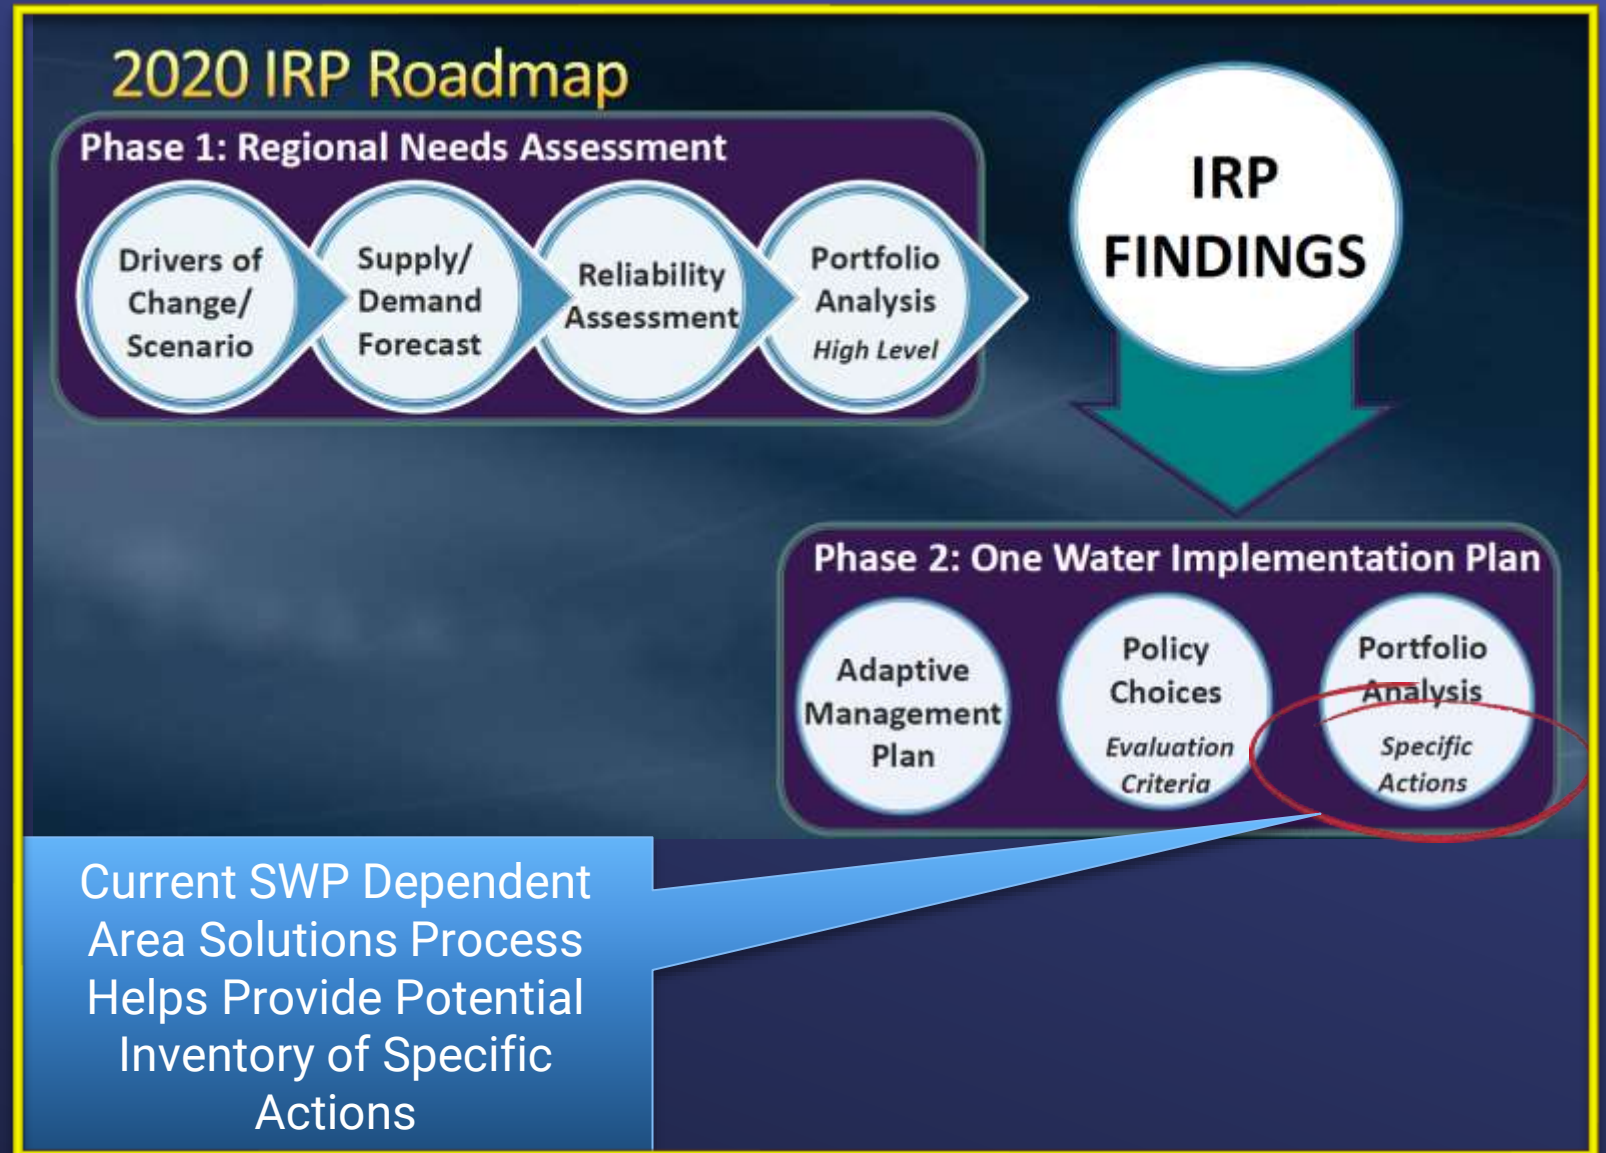 2020 IRP Roadmap
Phase 1: Regional Needs Assessment
Drivers of
Change/
Scenario
Supply/
Demand
Forecast
Reliability
Assessment
Portfolio
Analysis
High Level
IRP
FINDINGS
Phase 2: One Water Implementation Plan
Adaptive
Management
Plan
Policy
Choices
Evaluation
Criteria
Portfolio
Analysis
Specific
Actions
Current SWP Dependent
Area Solutions Process
Helps Provide Potential
Inventory of Specific
Actions